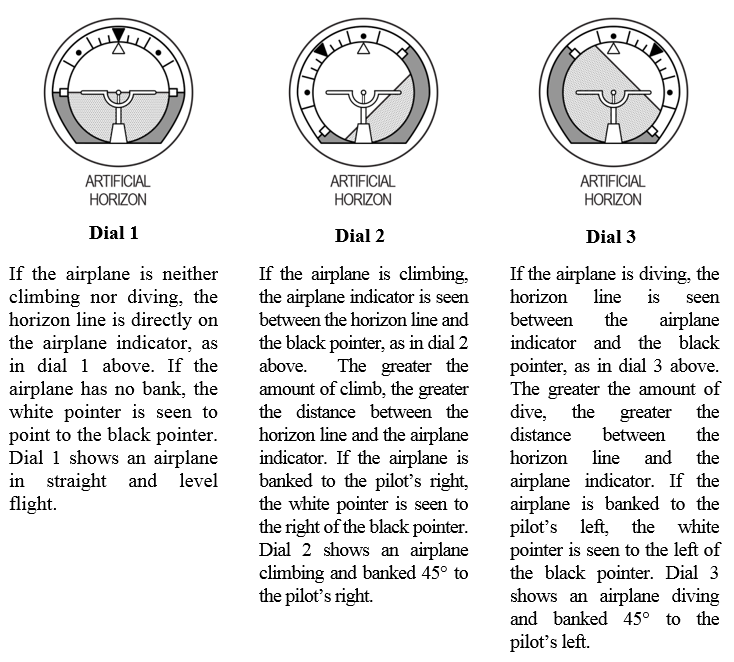 ARTIFICIAL
HORIZON
Dial 1
If the airplane is neither
climbing nor diving, the
horizon line is directly on
the airplane indicator, as
in dial 1 above. If the
airplane has no bank, the
white pointer is seen to
point to the black pointer.
Dial 1 shows an airplane
in straight and level
flight.
ARTIFICIAL
HORIZON
Dial 2
If the airplane is climbing,
the airplane indicator is seen
between the horizon line and
the black pointer, as in dial 2
above. The greater the
amount of climb, the greater
the distance between the
horizon line and the airplane
indicator. If the airplane is
banked to the pilot’s right,
the white pointer is seen to
the right of the black pointer.
Dial 2 shows an airplane
climbing and banked 45° to
the pilot’s right.
ARTIFICIAL
HORIZON
Dial 3
If the airplane is diving, the
horizon line is seen
between the airplane
indicator and the black
pointer, as in dial 3 above.
The greater the amount of
dive, the greater the
distance between the
horizon line and the
airplane indicator. If the
airplane is banked to the
pilot’s left, the white
pointer is seen to the left of
the black pointer. Dial 3
shows an airplane diving
and banked 45° to the
pilot’s left.